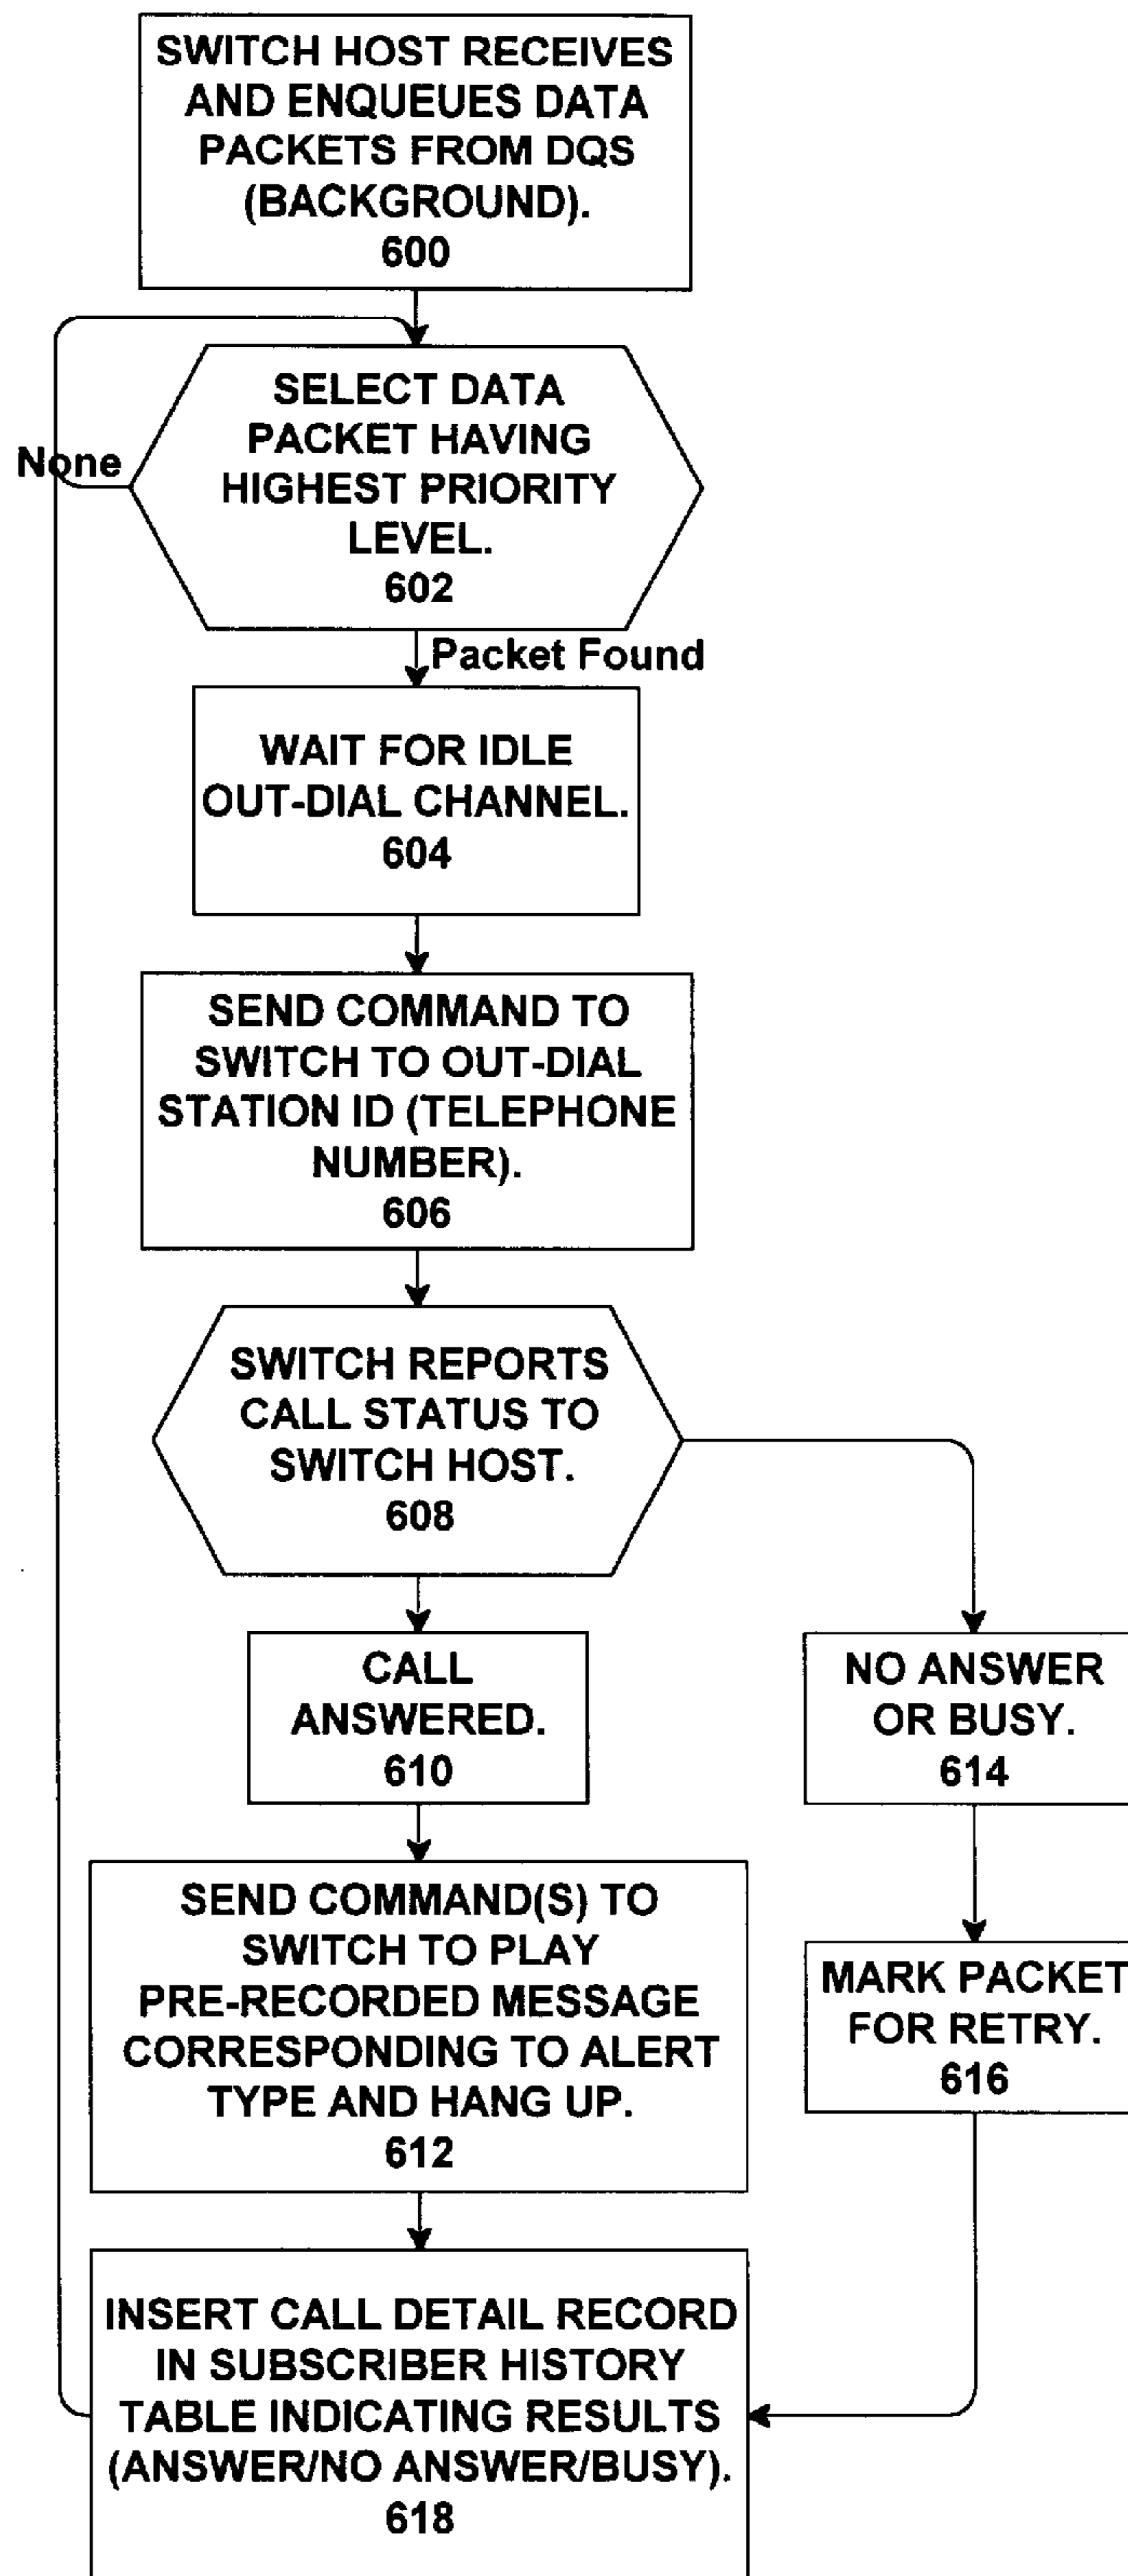 SWITCH HOST RECEIVES
AND ENQUEUES DATA
PACKETS FROM DQS
(BACKGROUND).
600
SELECT DATA
PACKET HAVING
HIGHEST PRIORITY
LEVEL.
602
None
Packet Found
WAIT FOR IDLE
OUT-DIAL CHANNEL.
604
SEND COMMAND TO
SWITCH TO OUT-DIAL
STATION ID (TELEPHONE
NUMBER).
606
SWITCH REPORTS
CALL STATUS TO
SWITCH HOST.
608
CALL
ANSWERED.
610
NO ANSWER
OR BUSY.
614
SEND COMMAND(S) TO
SWITCH TO PLAY
PRE-RECORDED MESSAGE
CORRESPONDING TO ALERT
TYPE AND HANG UP.
612
MARK PACKET
FOR RETRY.
616
INSERT CALL DETAIL RECORD
IN SUBSCRIBER HISTORY
TABLE INDICATING RESULTS
(ANSWER/NO ANSWER/BUSY).
618